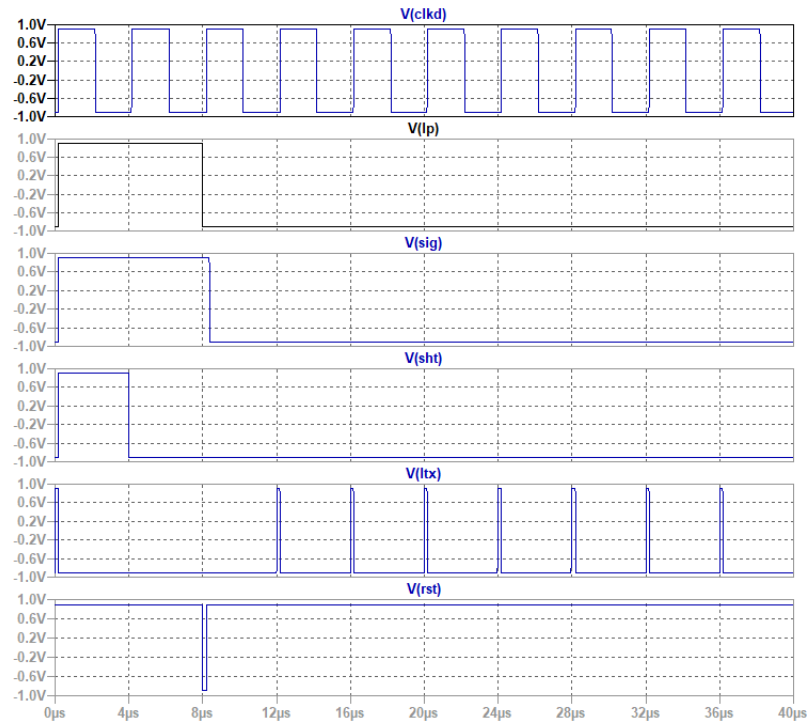 V(clkd)
1.0V
0.6V
0.2V
-0.2V
-0.6V
-1.0V
V(lp)
1.0V
0.6V
0.2V
-0.2V
-0.6V
-1.0V
V(sig)
1.0V
0.6V
0.2V
-0.2V
-0.6V
-1.0V
V(sht)
1.0V
0.6V
0.2V
-0.2V
-0.6V
-1.0V
V(ltx)
1.0V
0.6V
0.2V
-0.2V
-0.6V
-1.0V
V(rst)
1.0V
0.6V
0.2V
-0.2V
-0.6V
-1.0V
0µs 4µs 8µs 12µs 16µs 20µs 24µs 28µs 32µs 36µs 40µs